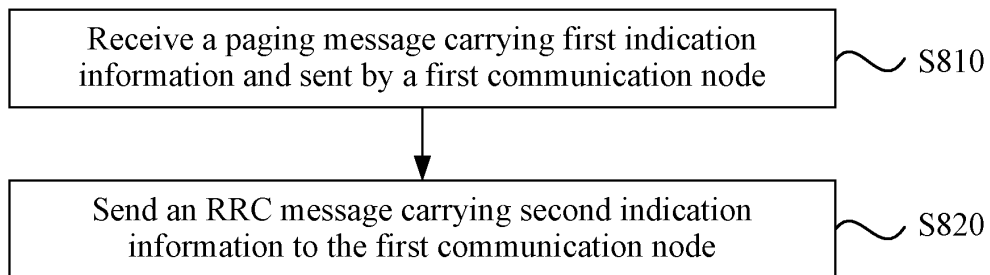 Receive a paging message carrying first indication
information and sent by a first communication node
S810
Send an RRC message carrying second indication
information to the first communication node
S820